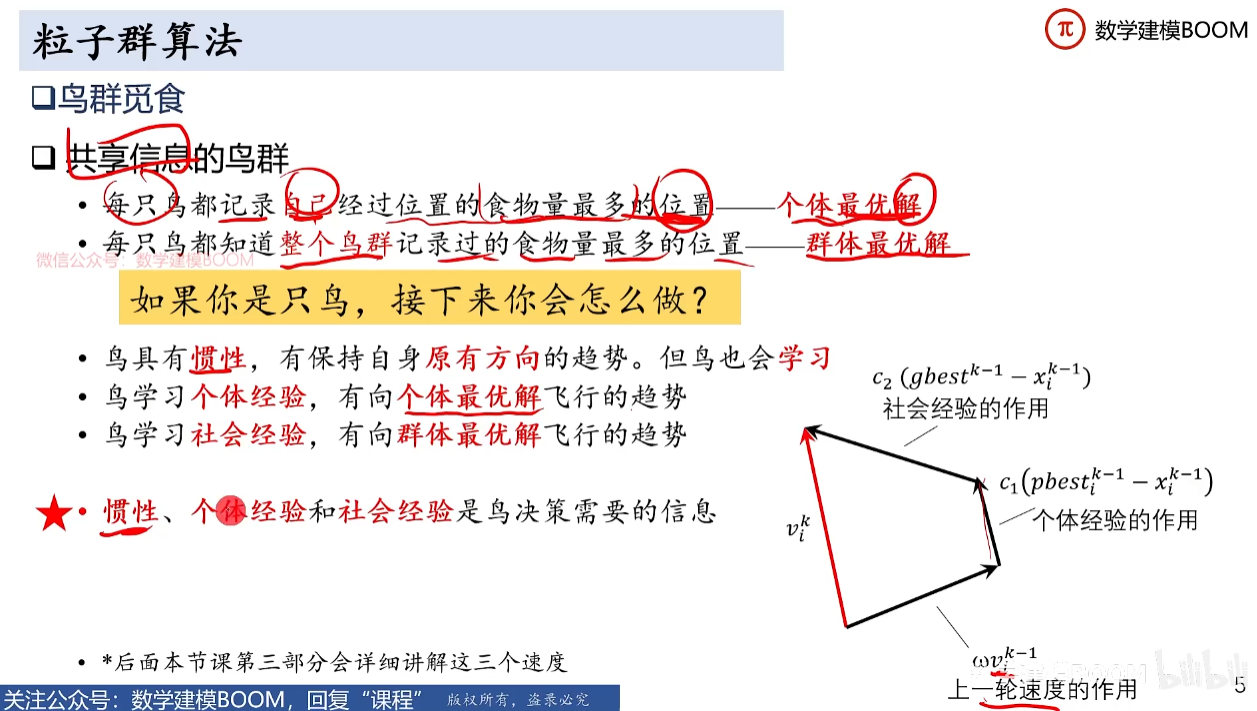 粒子群算法
π 数学建模BOOM
❑鸟群觅食
❑ 共享信息的鸟群
• 每只鸟都记录自己经过位置的食物量最多的位置——个体最优解
• 每只鸟都知道整个鸟群记录过的食物量最多的位置——群体最优解
微信公众号:数学建模BOOM
如果你是只鸟,接下来你会怎么做?
• 鸟具有惯性,有保持自身原有方向的趋势。但鸟也会学习
• 鸟学习个体经验,有向个体最优解飞行的趋势
• 鸟学习社会经验,有向群体最优解飞行的趋势
★• 惯性、个体经验和社会经验是鸟决策需要的信息
c₂ (gbest^{k−1} − x_i^{k−1})
社会经验的作用
c₁(pbest_i^{k−1} − x_i^{k−1})
个体经验的作用
v_i^k
ωv_i^{k−1}
上一轮速度的作用
• *后面本节课第三部分会详细讲解这三个速度
关注公众号:数学建模BOOM,回复“课程” 版权所有,盗录必究
bilibili
5